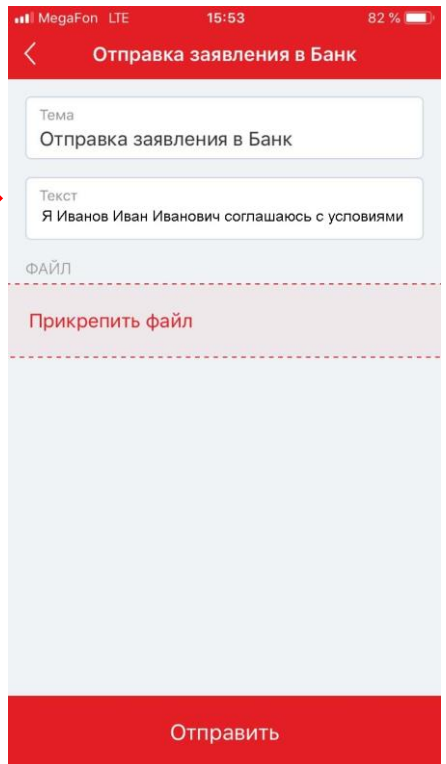 MegaFon LTE 15:53 82 %
Отправка заявления в Банк
Тема
Отправка заявления в Банк
Текст
Я Иванов Иван Иванович соглашаюсь с условиями
ФАЙЛ
Прикрепить файл
Отправить